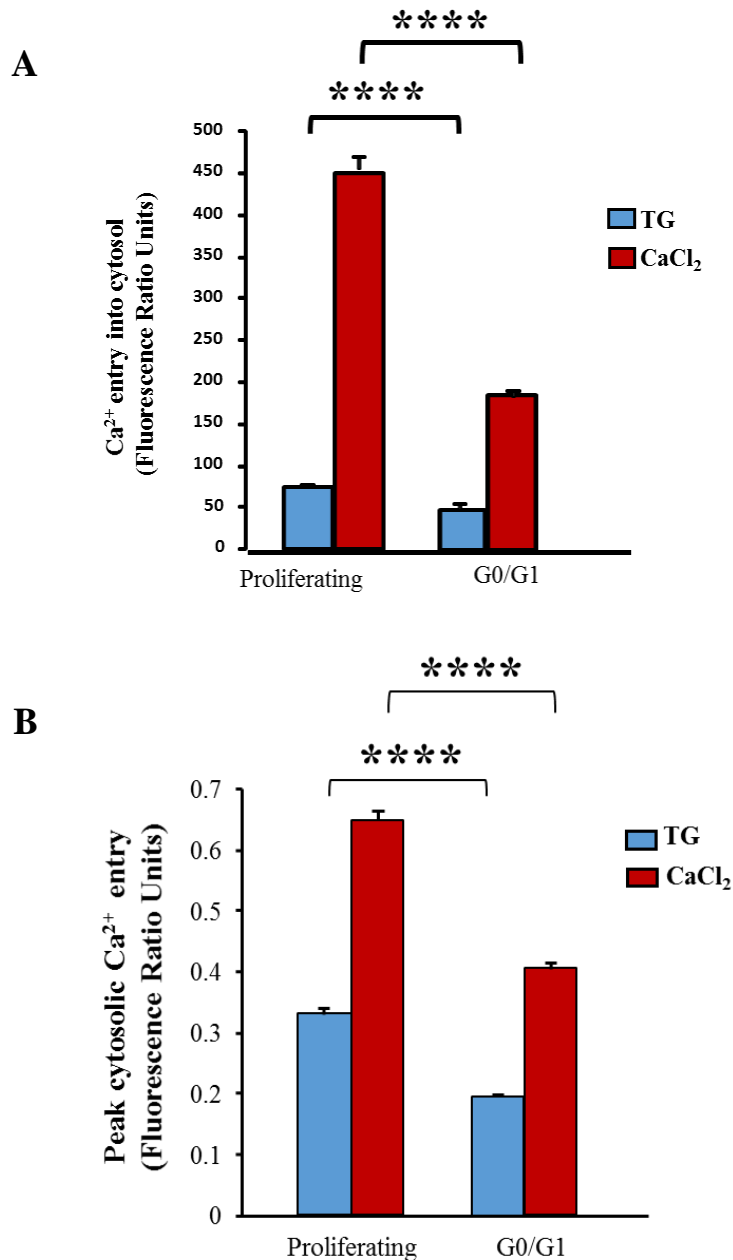 ****
A
****
500
450
400
350
300
250
200
150
100
50
0
Ca²⁺ entry into cytosol
(Fluorescence Ratio Units)
TG
CaCl₂
Proliferating
G0/G1
****
B
****
0.7
0.6
0.5
0.4
0.3
0.2
0.1
0
Peak cytosolic Ca²⁺ entry
(Fluorescence Ratio Units)
TG
CaCl₂
Proliferating
G0/G1